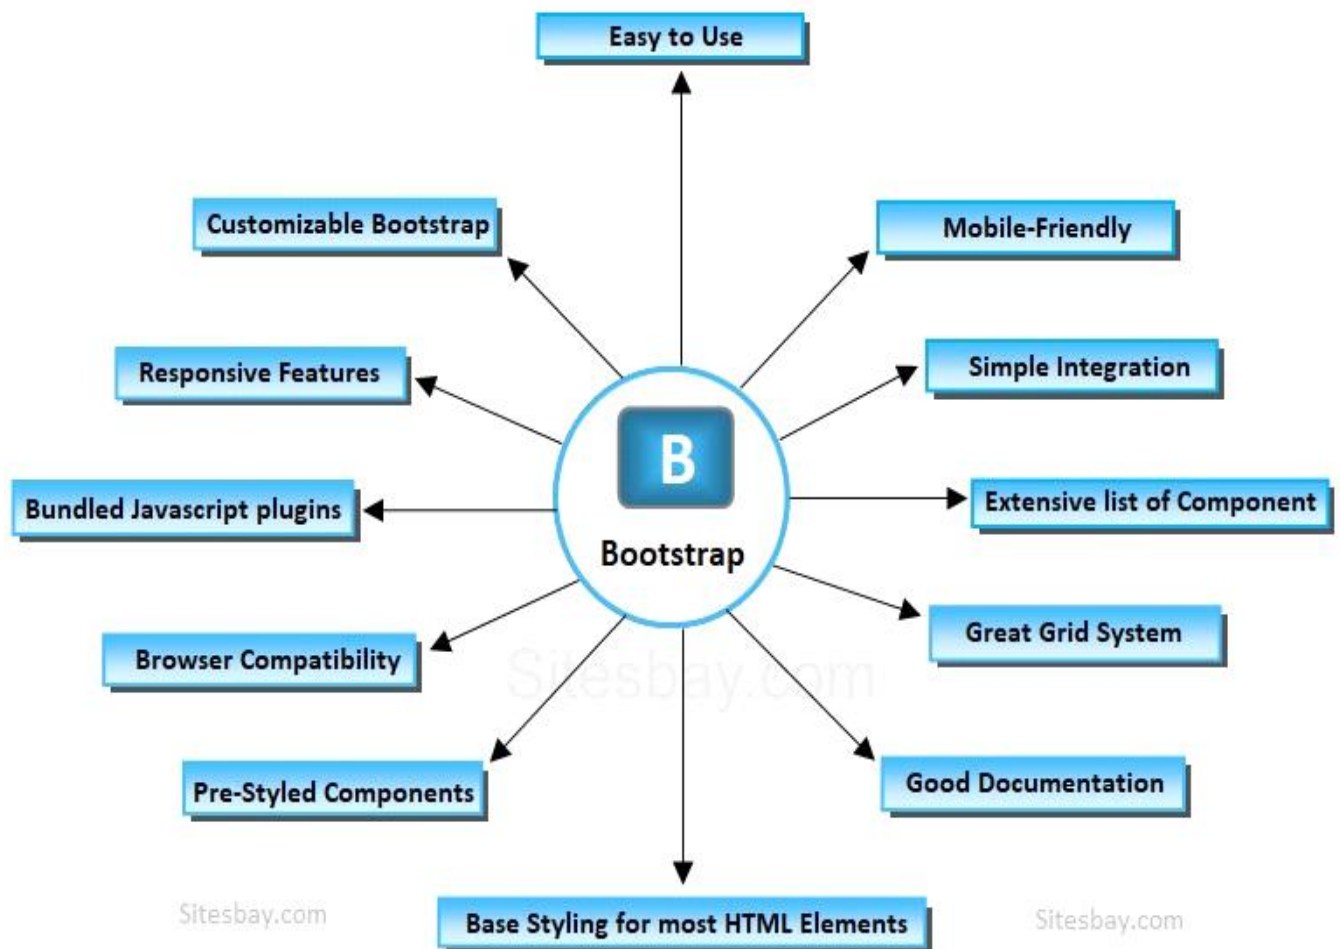 Easy to Use
Customizable Bootstrap
Mobile-Friendly
Responsive Features
Simple Integration
B
Bundled Javascript plugins
Extensive list of Component
Bootstrap
Great Grid System
Browser Compatibility
Sitesbay.com
Pre-Styled Components
Good Documentation
Sitesbay.com
Base Styling for most HTML Elements
Sitesbay.com